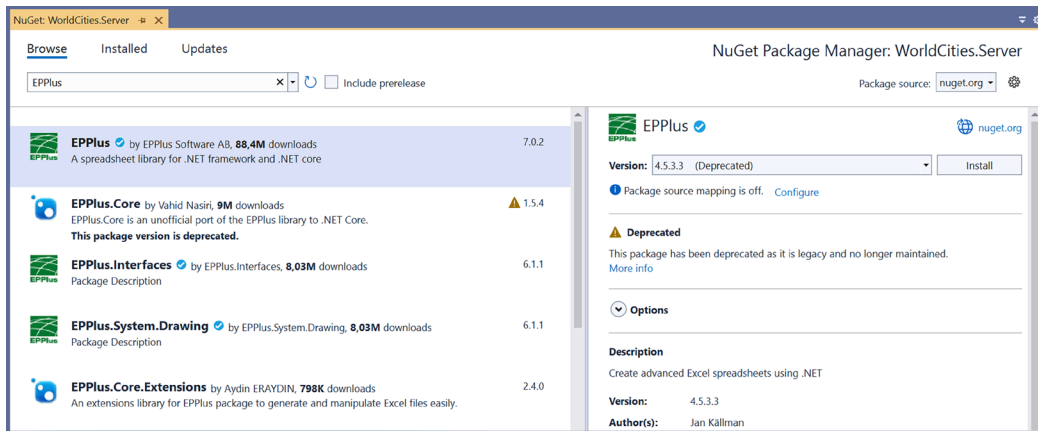 NuGet: WorldCities.Server
Browse Installed Updates
NuGet Package Manager: WorldCities.Server
EPPlus
Include prerelease
Package source: nuget.org
EPPlus
EPPlus by EPPlus Software AB, 88,4M downloads
7.0.2
A spreadsheet library for .NET framework and .NET core
EPPlus
EPPlus.Core by Vahid Nasiri, 9M downloads
1.5.4
EPPlus.Core is an unofficial port of the EPPlus library to .NET Core.
This package version is deprecated.
EPPlus.Interfaces by EPPlus.Interfaces, 8,03M downloads
6.1.1
Package Description
EPPlus
EPPlus.System.Drawing by EPPlus.System.Drawing, 8,03M downloads
6.1.1
Package Description
EPPlus
EPPlus.Core.Extensions by Aydin ERAYDIN, 798K downloads
2.4.0
An extensions library for EPPlus package to generate and manipulate Excel files easily.
EPPlus
EPPlus
nuget.org
Version: 4.5.3.3 (Deprecated)
Install
Package source mapping is off. Configure
Deprecated
This package has been deprecated as it is legacy and no longer maintained.
More info
Options
Description
Create advanced Excel spreadsheets using .NET
Version: 4.5.3.3
Author(s): Jan Källman